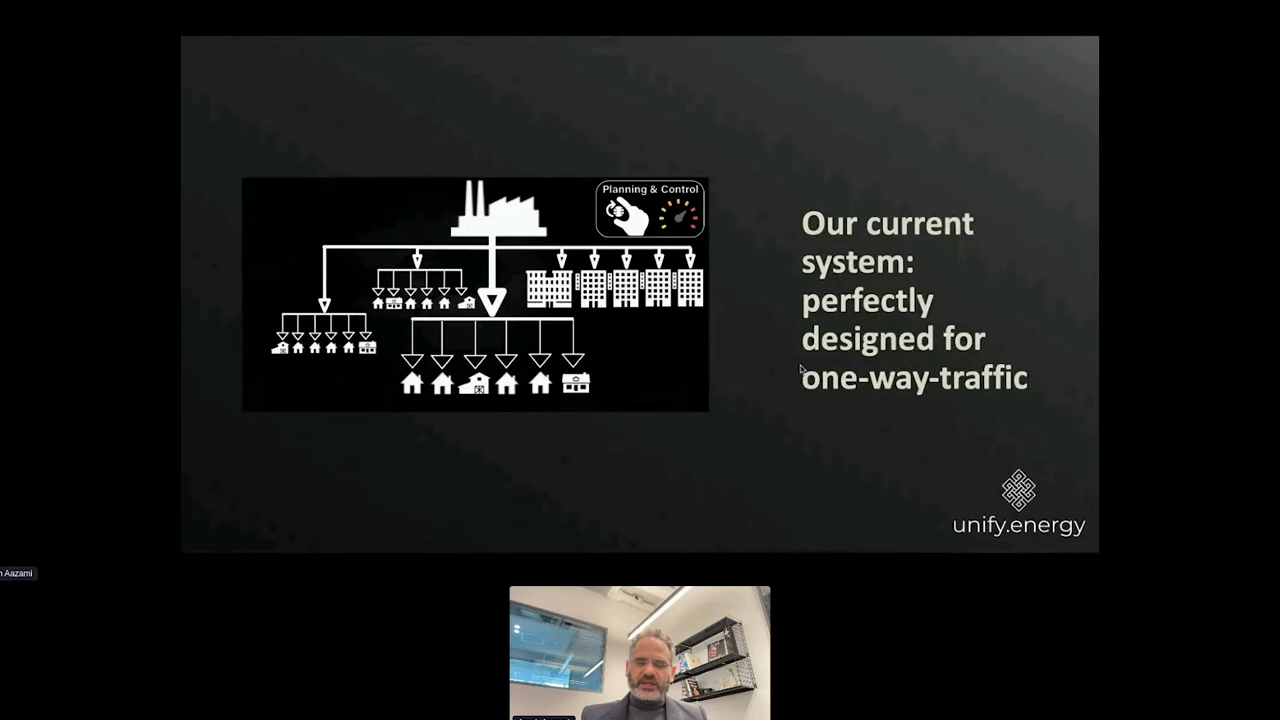 Planning & Control
Our current
system:
perfectly
designed for
one-way-traffic
unify.energy
Aazami